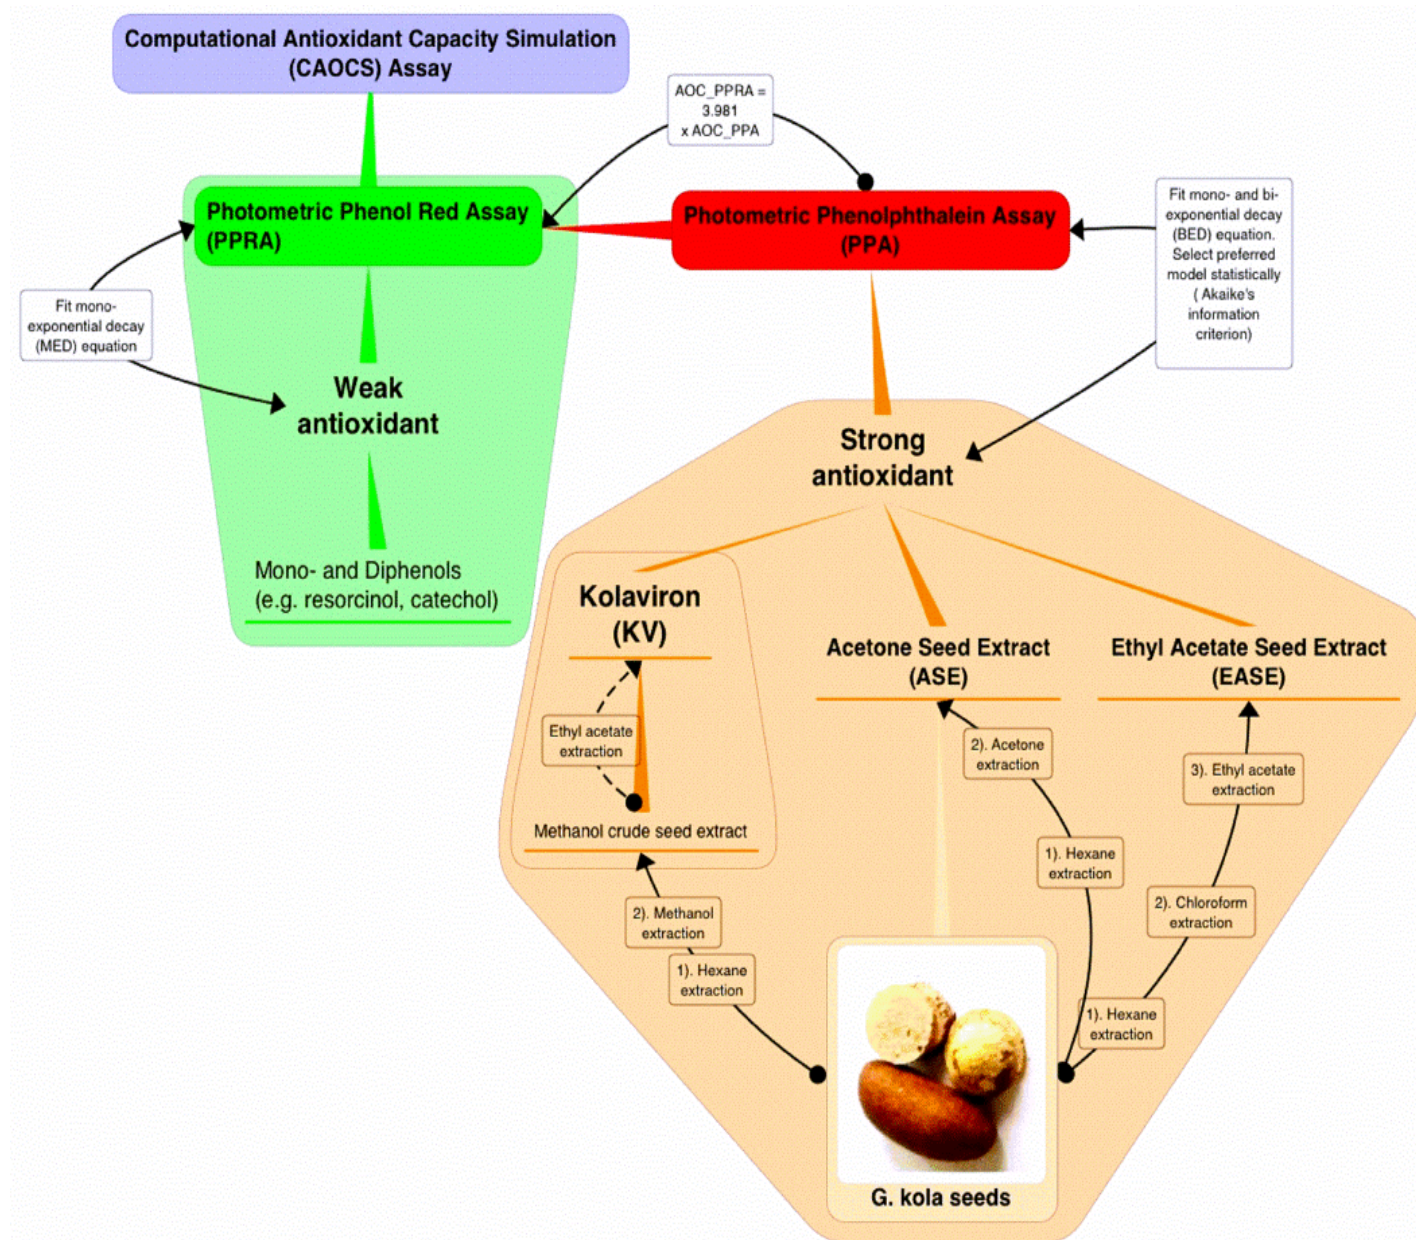 Computational Antioxidant Capacity Simulation
(CAOCS) Assay
AOC_PPRA =
3.981
x AOC_PPA
Photometric Phenol Red Assay
(PPRA)
Photometric Phenolphthalein Assay
(PPA)
Fit mono- and bi-
exponential decay
(BED) equation.
Select preferred
model statistically
( Akaike's
information
criterion)
Fit mono-
exponential decay
(MED) equation
Weak
antioxidant
Strong
antioxidant
Mono- and Diphenols
(e.g. resorcinol, catechol)
Kolaviron
(KV)
Acetone Seed Extract
(ASE)
Ethyl Acetate Seed Extract
(EASE)
Ethyl acetate
extraction
2). Acetone
extraction
3). Ethyl acetate
extraction
Methanol crude seed extract
1). Hexane
extraction
2). Methanol
extraction
2). Chloroform
extraction
1). Hexane
extraction
1). Hexane
extraction
G. kola seeds